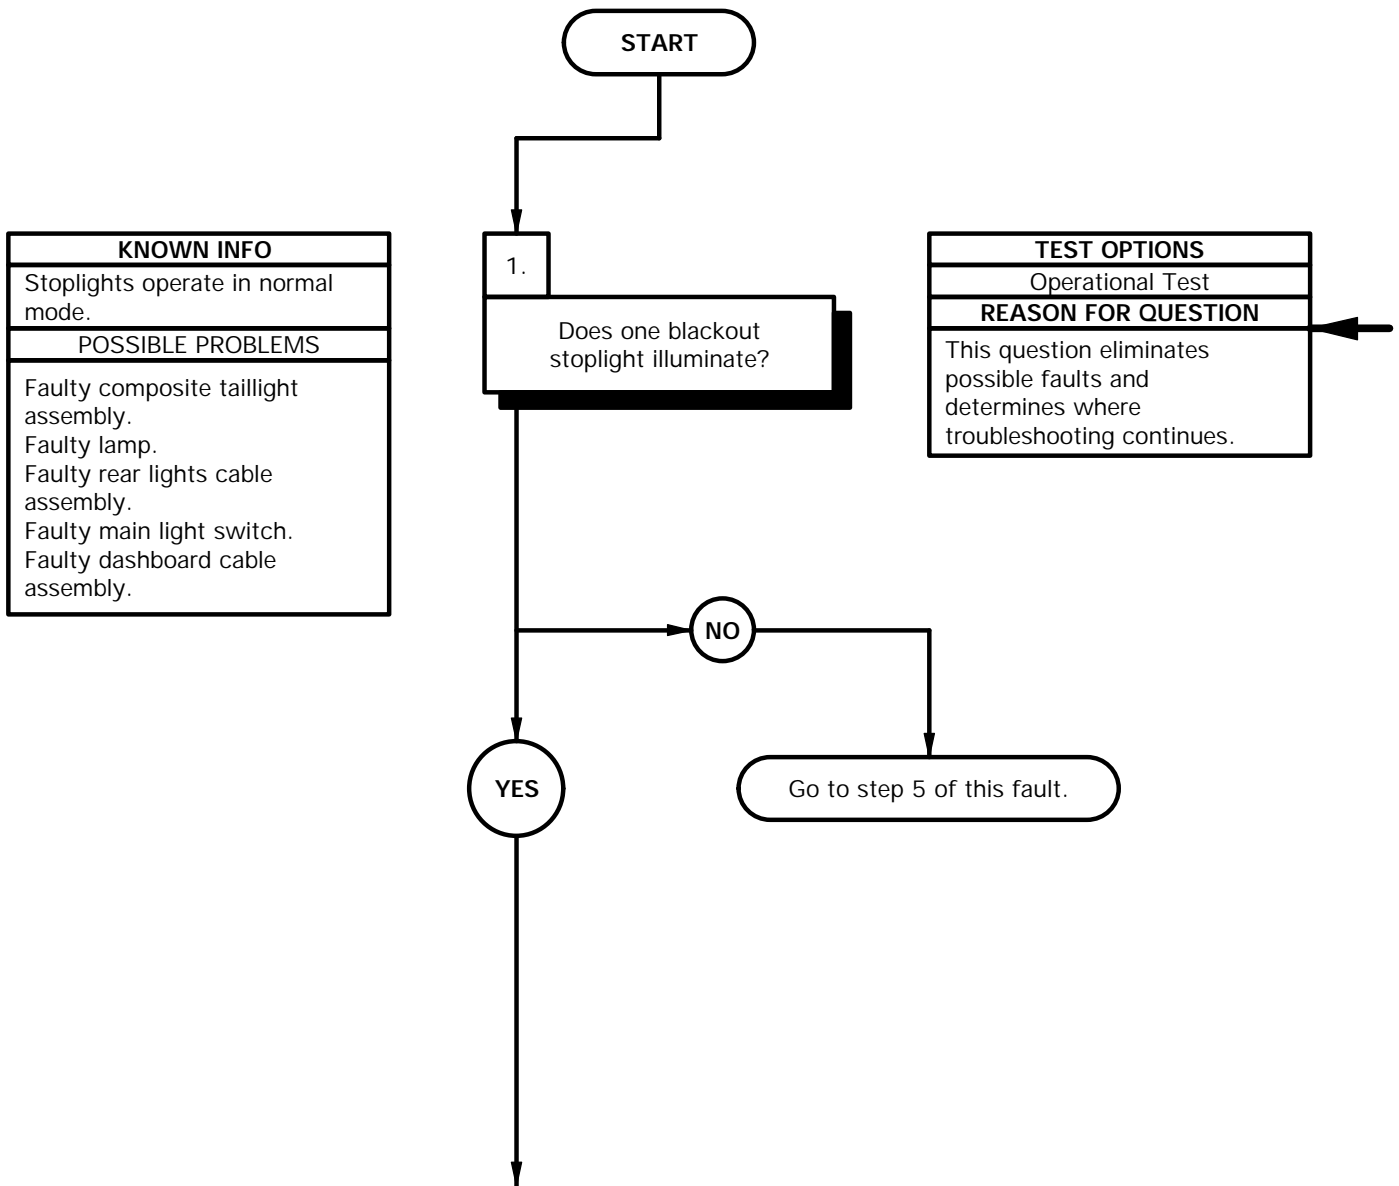 START
KNOWN INFO
Stoplights operate in normal
mode.
POSSIBLE PROBLEMS
Faulty composite taillight
assembly.
Faulty lamp.
Faulty rear lights cable
assembly.
Faulty main light switch.
Faulty dashboard cable
assembly.
1.
Does one blackout
stoplight illuminate?
TEST OPTIONS
Operational Test
REASON FOR QUESTION
This question eliminates
possible faults and
determines where
troubleshooting continues.
NO
YES
Go to step 5 of this fault.